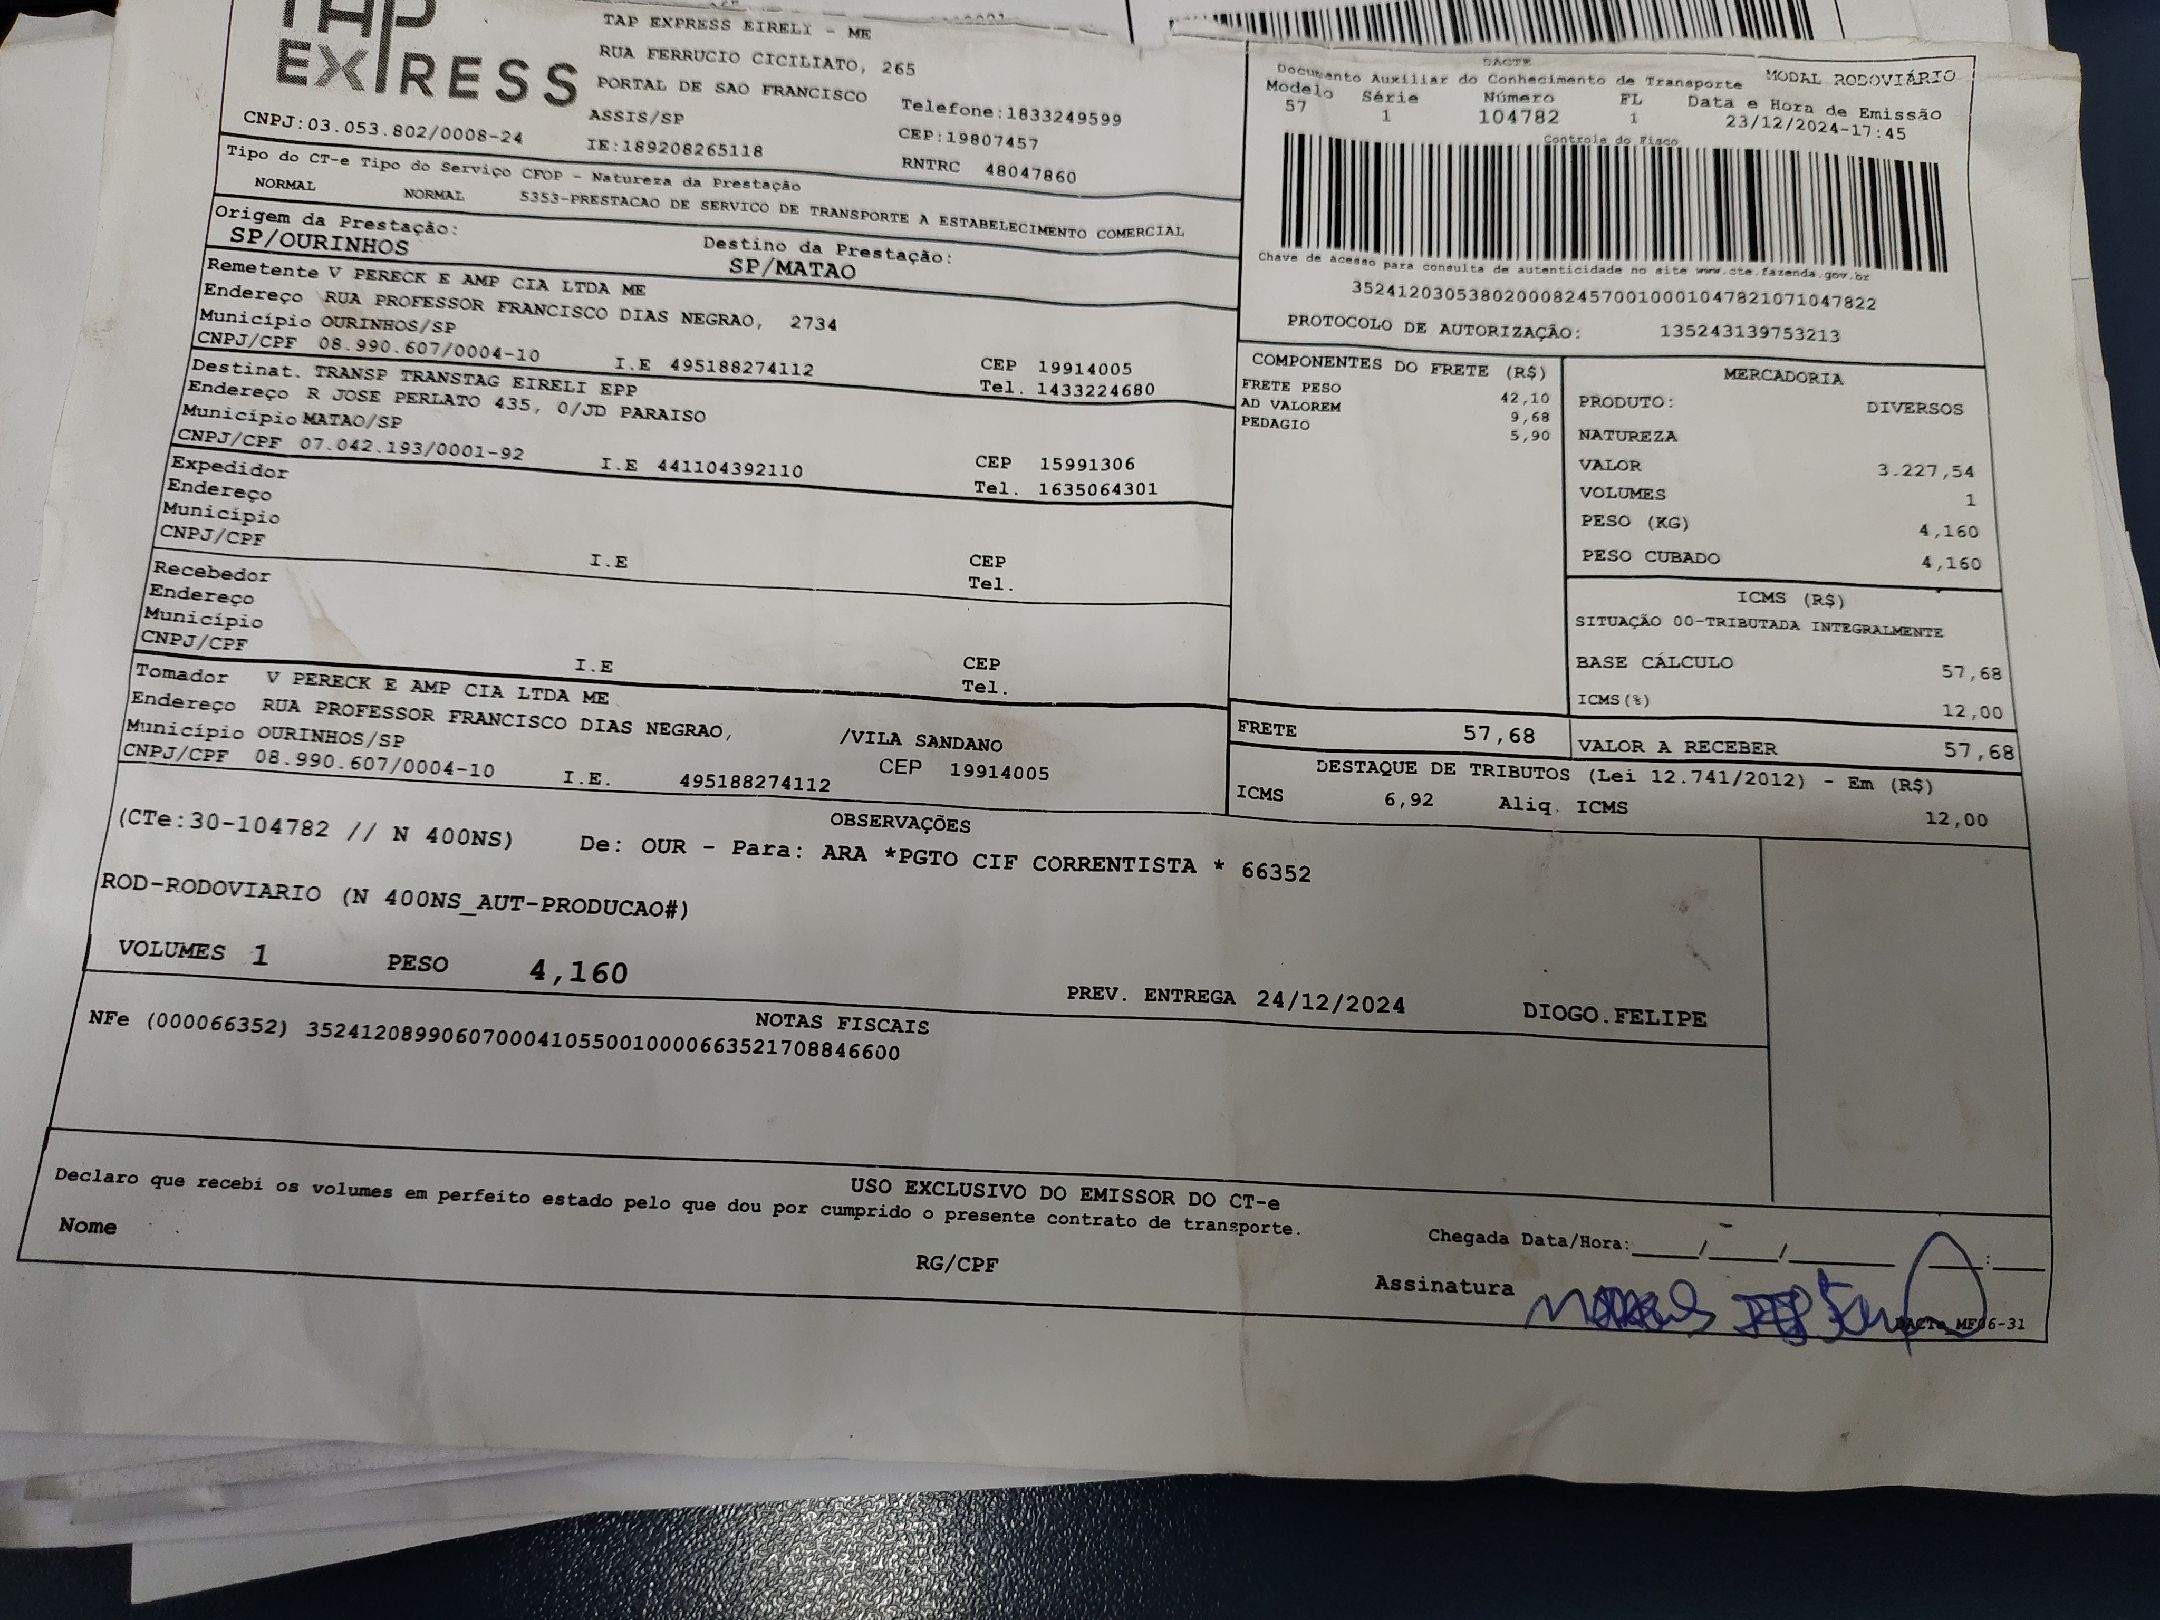 TAP
EXPRESS
TAP EXPRESS EIRELI - ME
RUA FERRUCIO CICILIATO, 265
PORTAL DE SAO FRANCISCO
Telefone:1833249599
ASSIS/SP
CEP:19807457
CNPJ:03.053.802/0008-24
IE:189208265118
RNTRC 48047860
DACTE
Documento Auxiliar do Conhecimento de Transporte
MODAL RODOVIÁRIO
Modelo Série Número FL Data e Hora de Emissão
57 1 104782 1 23/12/2024-17:45
Controle do Fisco
Chave de acesso para consulta de autenticidade no site www.cte.fazenda.gov.br
35241203053802000824570010001047821071047822
PROTOCOLO DE AUTORIZAÇÃO: 135243139753213
Tipo do CT-e Tipo do Serviço CFOP - Natureza da Prestação
NORMAL NORMAL 5353-PRESTACAO DE SERVICO DE TRANSPORTE A ESTABELECIMENTO COMERCIAL
Origem da Prestação: Destino da Prestação:
SP/OURINHOS SP/MATAO
Remetente V PERECK E AMP CIA LTDA ME
Endereço RUA PROFESSOR FRANCISCO DIAS NEGRAO, 2734
Município OURINHOS/SP CEP 19914005
CNPJ/CPF 08.990.607/0004-10 I.E 495188274112 Tel. 1433224680
Destinat. TRANSP TRANSTAG EIRELI EPP
Endereço R JOSE PERLATO 435, 0/JD PARAISO
Município MATAO/SP CEP 15991306
CNPJ/CPF 07.042.193/0001-92 I.E 441104392110 Tel. 1635064301
Expedidor
Endereço
Município CEP
CNPJ/CPF I.E Tel.
Recebedor
Endereço
Município CEP
CNPJ/CPF I.E Tel.
Tomador V PERECK E AMP CIA LTDA ME
Endereço RUA PROFESSOR FRANCISCO DIAS NEGRAO, /VILA SANDANO
Município OURINHOS/SP CEP 19914005
CNPJ/CPF 08.990.607/0004-10 I.E. 495188274112
COMPONENTES DO FRETE (R$)
FRETE PESO 42,10
AD VALOREM 9,68
PEDAGIO 5,90
FRETE 57,68
MERCADORIA
PRODUTO: DIVERSOS
NATUREZA
VALOR 3.227,54
VOLUMES 1
PESO (KG) 4,160
PESO CUBADO 4,160
ICMS (R$)
SITUAÇÃO 00-TRIBUTADA INTEGRALMENTE
BASE CÁLCULO 57,68
ICMS(%) 12,00
VALOR A RECEBER 57,68
DESTAQUE DE TRIBUTOS (Lei 12.741/2012) - Em (R$)
ICMS 6,92 Aliq. ICMS 12,00
OBSERVAÇÕES
(CTe:30-104782 // N 400NS) De: OUR - Para: ARA *PGTO CIF CORRENTISTA * 66352
ROD-RODOVIARIO (N 400NS_AUT-PRODUCAO#)
VOLUMES 1 PESO 4,160 PREV. ENTREGA 24/12/2024 DIOGO.FELIPE
NOTAS FISCAIS
NFe (000066352) 35241208990607000410550010000663521708846600
USO EXCLUSIVO DO EMISSOR DO CT-e
Declaro que recebi os volumes em perfeito estado pelo que dou por cumprido o presente contrato de transporte.
Nome RG/CPF
Chegada Data/Hora:____/____/______ ___:___
Assinatura
DACTe_MF06-31